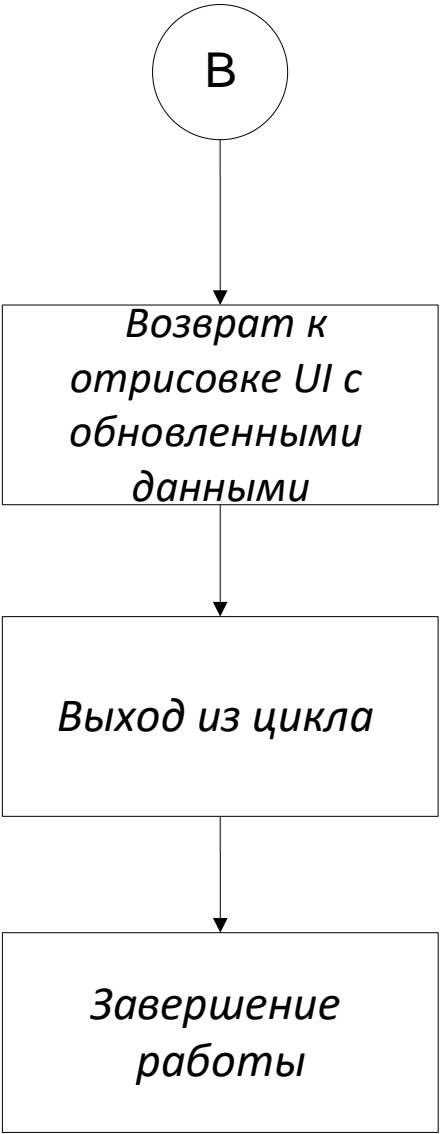 В
Возврат к
отрисовке UI с
обновленными
данными
Выход из цикла
Завершение
работы